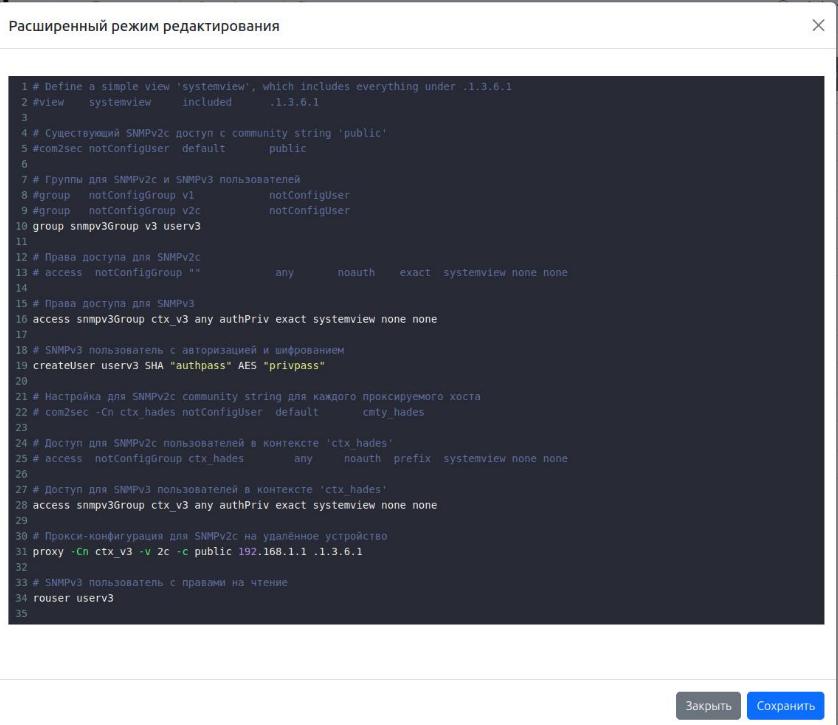 Расширенный режим редактирования
1 # Define a simple view 'systemview', which includes everything under .1.3.6.1
2 #view    systemview     included      .1.3.6.1
3
4 # Существующий SNMPv2c доступ с community string 'public'
5 #com2sec notConfigUser  default       public
6
7 # Группы для SNMPv2c и SNMPv3 пользователей
8 #group   notConfigGroup v1            notConfigUser
9 #group   notConfigGroup v2c           notConfigUser
10 group snmpv3Group v3 userv3
11
12 # Права доступа для SNMPv2c
13 # access  notConfigGroup ""            any       noauth    exact  systemview none none
14
15 # Права доступа для SNMPv3
16 access snmpv3Group ctx_v3 any authPriv exact systemview none none
17
18 # SNMPv3 пользователь с авторизацией и шифрованием
19 createUser userv3 SHA "authpass" AES "privpass"
20
21 # Настройка для SNMPv2c community string для каждого проксируемого хоста
22 # com2sec -Cn ctx_hades notConfigUser  default       cmty_hades
23
24 # Доступ для SNMPv2c пользователей в контексте 'ctx_hades'
25 # access  notConfigGroup ctx_hades        any     noauth  prefix  systemview none none
26
27 # Доступ для SNMPv3 пользователей в контексте 'ctx_hades'
28 access snmpv3Group ctx_v3 any authPriv exact systemview none none
29
30 # Прокси-конфигурация для SNMPv2c на удалённое устройство
31 proxy -Cn ctx_v3 -v 2c -c public 192.168.1.1 .1.3.6.1
32
33 # SNMPv3 пользователь с правами на чтение
34 rouser userv3
35
Закрыть Сохранить